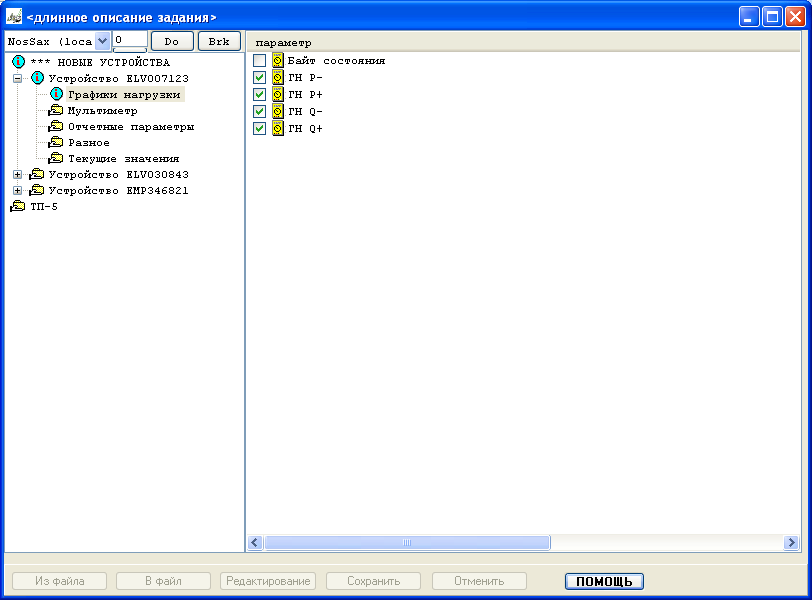 <длинное описание задания>
NosSax (loca 0 Do Brk
параметр
*** НОВЫЕ УСТРОЙСТВА
Устройство ELV007123
Графики нагрузки
Мультиметр
Отчетные параметры
Разное
Текущие значения
Устройство ELV030843
Устройство EMP346821
ТП-5
Байт состояния
ГН P-
ГН P+
ГН Q-
ГН Q+
Из файла В файл Редактирование Сохранить Отменить ПОМОЩЬ